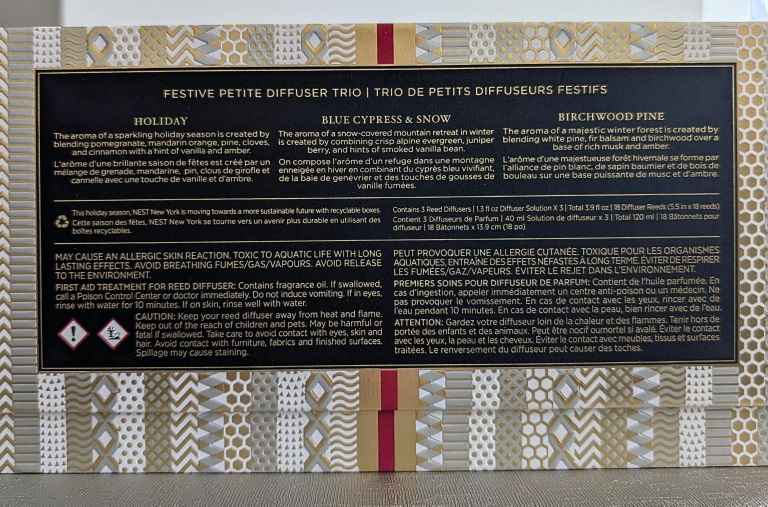 FESTIVE PETITE DIFFUSER TRIO | TRIO DE PETITS DIFFUSEURS FESTIFS
HOLIDAY
The aroma of a sparkling holiday season is created by
blending pomegranate, mandarin orange, pine, cloves,
and cinnamon with a hint of vanilla and amber.
L'arôme d'une brillante saison de fêtes est créé par un
mélange de grenade, mandarine, pin, clous de girofle et
cannelle avec une touche de vanille et d'ambre.
BLUE CYPRESS & SNOW
The aroma of a snow-covered mountain retreat in winter
is created by combining crisp alpine evergreen, juniper
berry, and hints of smoked vanilla bean.
On compose l'arôme d'un refuge dans une montagne
enneigée en hiver en combinant du cyprès bleu vivifiant,
de la baie de genévrier et des touches de gousses de
vanille fumées.
BIRCHWOOD PINE
The aroma of a majestic winter forest is created by
blending white pine, fir balsam and birchwood over a
base of rich musk and amber.
L'arôme d'une majestueuse forêt hivernale se forme par
l'alliance de pin blanc, de sapin baumier et de bois de
bouleau sur une base puissante de musc et d'ambre.
This holiday season, NEST New York is moving towards a more sustainable future with recyclable boxes.
Cette saison des fêtes, NEST New York se tourne vers un avenir plus durable en utilisant des
boîtes recyclables.
Contains 3 Reed Diffusers | 1.3 fl oz Diffuser Solution X 3 | Total 3.9 fl oz | 18 Diffuser Reeds (5.5 in x 18 reeds)
Contient 3 Diffuseurs de Parfum | 40 ml Solution de diffuseur x 3 | Total 120 ml | 18 Bâtonnets pour
diffuseur | 18 Bâtonnets x 13.9 cm (18 po)
MAY CAUSE AN ALLERGIC SKIN REACTION. TOXIC TO AQUATIC LIFE WITH LONG
LASTING EFFECTS. AVOID BREATHING FUMES/GAS/VAPOURS. AVOID RELEASE
TO THE ENVIRONMENT.
FIRST AID TREATMENT FOR REED DIFFUSER: Contains fragrance oil. If swallowed,
call a Poison Control Center or doctor immediately. Do not induce vomiting. If in eyes,
rinse with water for 10 minutes. If on skin, rinse well with water.
CAUTION: Keep your reed diffuser away from heat and flame.
Keep out of the reach of children and pets. May be harmful or
fatal if swallowed. Take care to avoid contact with eyes, skin and
hair. Avoid contact with furniture, fabrics and finished surfaces.
Spillage may cause staining.
PEUT PROVOQUER UNE ALLERGIE CUTANÉE. TOXIQUE POUR LES ORGANISMES
AQUATIQUES, ENTRAÎNE DES EFFETS NÉFASTES À LONG TERME. ÉVITER DE RESPIRER
LES FUMÉES/GAZ/VAPEURS. ÉVITER LE REJET DANS L'ENVIRONNEMENT.
PREMIERS SOINS POUR DIFFUSEUR DE PARFUM: Contient de l'huile parfumée. En
cas d'ingestion, appeler immédiatement un centre anti-poison ou un médecin. Ne
pas provoquer le vomissement. En cas de contact avec les yeux, rincer avec de
l'eau pendant 10 minutes. En cas de contact avec la peau, bien rincer avec de l'eau.
ATTENTION: Gardez votre diffuseur loin de la chaleur et des flammes. Tenir hors de
portée des enfants et des animaux. Peut être nocif oumortel si avalé. Éviter le contact
avec les yeux, la peau et les cheveux. Éviter le contact avec meubles, tissus et surfaces
traitées. Le renversement du diffuseur peut causer des taches.